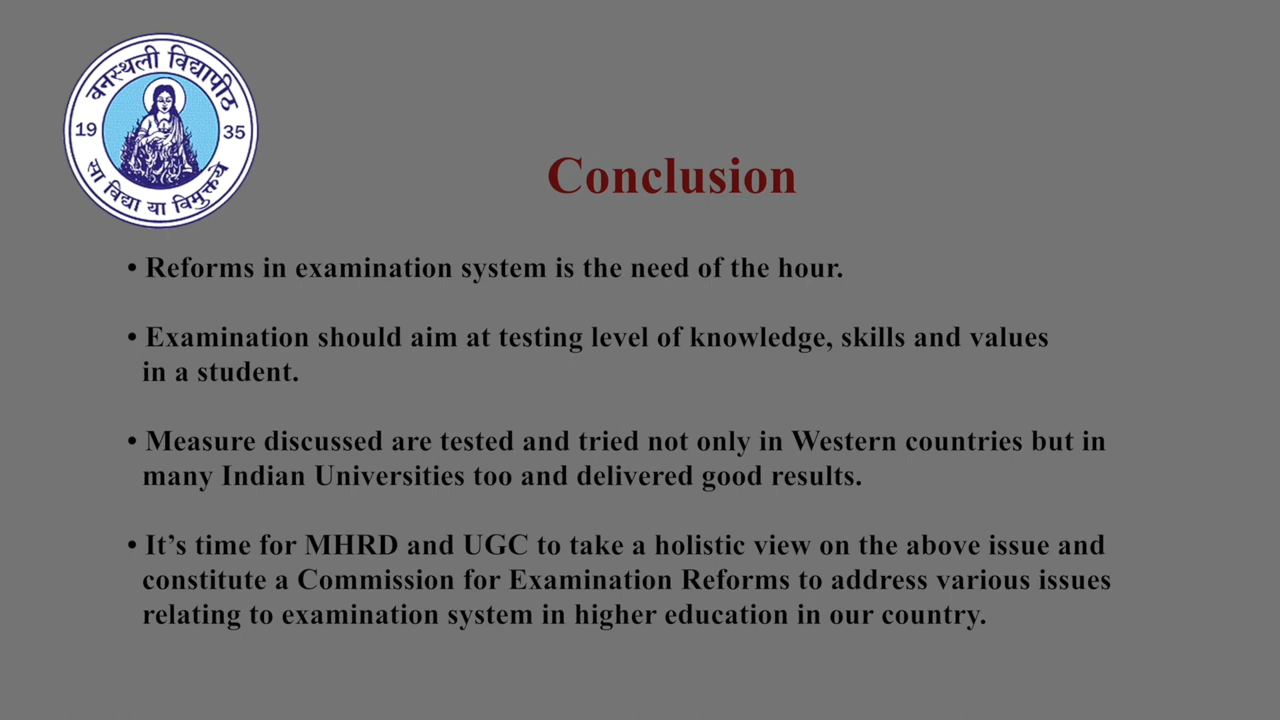 वनस्थली विद्यापीठ
19 35
सा विद्या या विमुक्तये
Conclusion
• Reforms in examination system is the need of the hour.
• Examination should aim at testing level of knowledge, skills and values
in a student.
• Measure discussed are tested and tried not only in Western countries but in
many Indian Universities too and delivered good results.
• It’s time for MHRD and UGC to take a holistic view on the above issue and
constitute a Commission for Examination Reforms to address various issues
relating to examination system in higher education in our country.